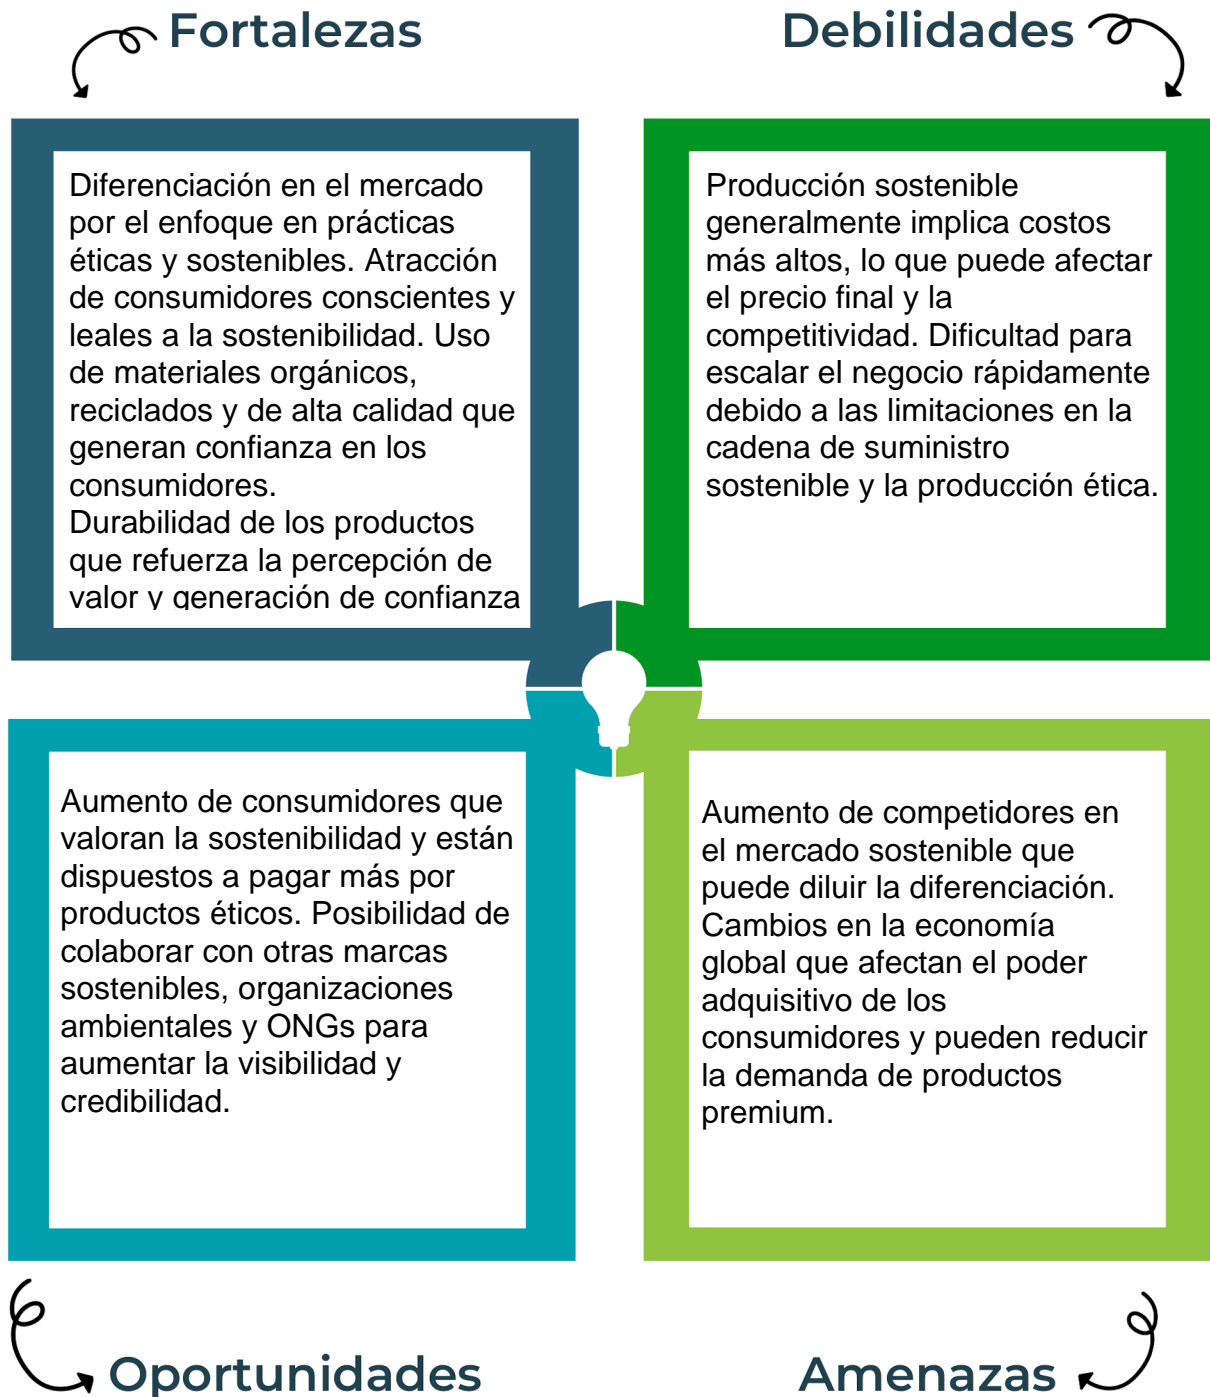 Fortalezas
Diferenciación en el mercado
por el enfoque en prácticas
éticas y sostenibles. Atracción
de consumidores conscientes y
leales a la sostenibilidad. Uso
de materiales orgánicos,
reciclados y de alta calidad que
generan confianza en los
consumidores.
Durabilidad de los productos
que refuerza la percepción de
valor y generación de confianza
Debilidades
Producción sostenible
generalmente implica costos
más altos, lo que puede afectar
el precio final y la
competitividad. Dificultad para
escalar el negocio rápidamente
debido a las limitaciones en la
cadena de suministro
sostenible y la producción ética.
Aumento de consumidores que
valoran la sostenibilidad y están
dispuestos a pagar más por
productos éticos. Posibilidad de
colaborar con otras marcas
sostenibles, organizaciones
ambientales y ONGs para
aumentar la visibilidad y
credibilidad.
Oportunidades
Aumento de competidores en
el mercado sostenible que
puede diluir la diferenciación.
Cambios en la economía
global que afectan el poder
adquisitivo de los
consumidores y pueden reducir
la demanda de productos
premium.
Amenazas